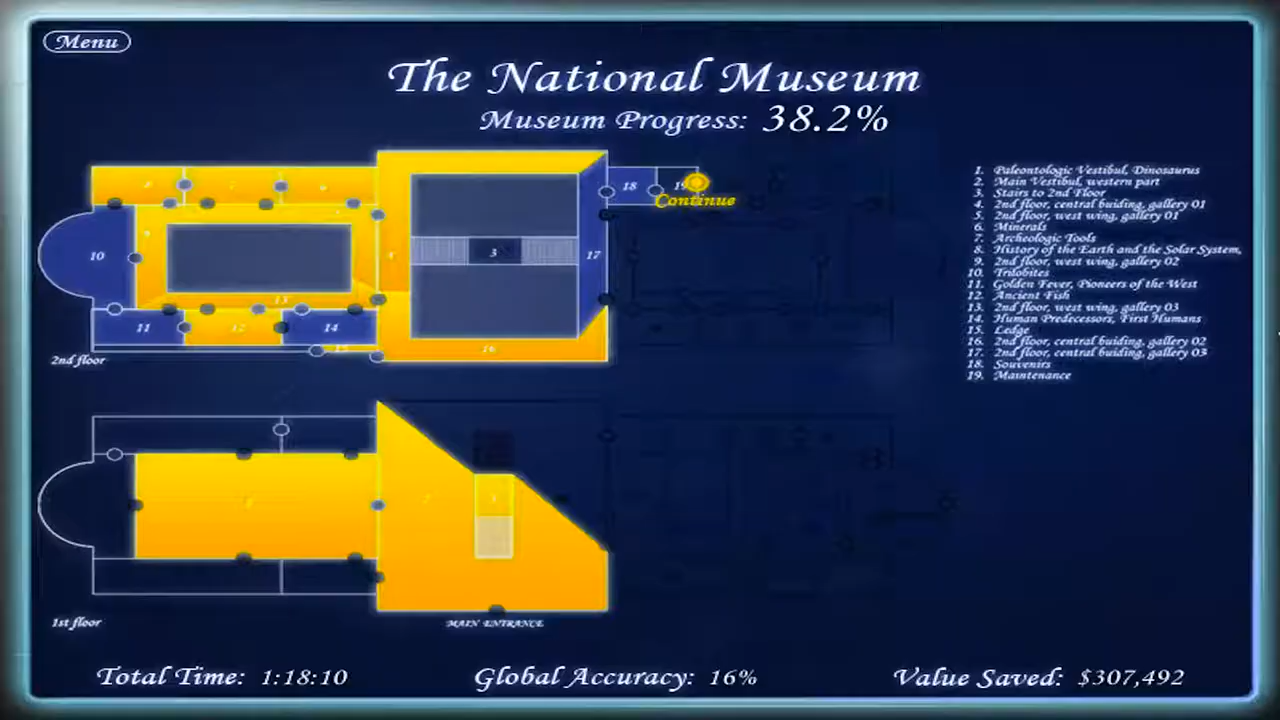 Menu
The National Museum
Museum Progress: 38.2%
1. Paleontologic Vestibul, Dinosaurus
2. Main Vestibul, western part
3. Stairs to 2nd Floor
4. 2nd floor, central buiding, gallery 01
5. 2nd floor, west wing, gallery 01
6. Minerals
7. Archeologic Tools
8. History of the Earth and the Solar System,
9. 2nd floor, west wing, gallery 02
10. Trilobites
11. Golden Fever, Pioneers of the West
12. Ancient Fish
13. 2nd floor, west wing, gallery 03
14. Human Predecessors, First Humans
15. Ledge
16. 2nd floor, central buiding, gallery 02
17. 2nd floor, central buiding, gallery 03
18. Souvenirs
19. Maintenance
18 19
Continue
10 3 17
13
11 12 14
15 16
2nd floor
1st floor
MAIN ENTRANCE
Total Time: 1:18:10
Global Accuracy: 16%
Value Saved: $307,492